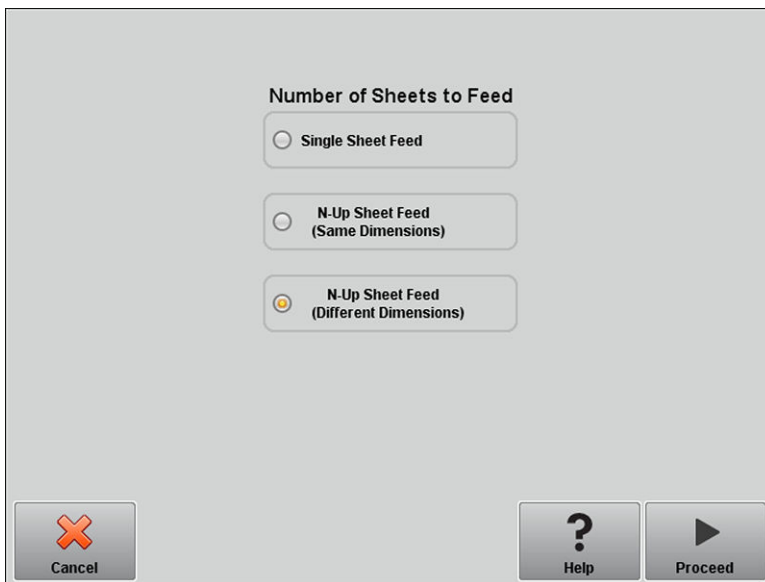 Number of Sheets to Feed
Single Sheet Feed
N-Up Sheet Feed
(Same Dimensions)
N-Up Sheet Feed
(Different Dimensions)
Cancel
Help
Proceed